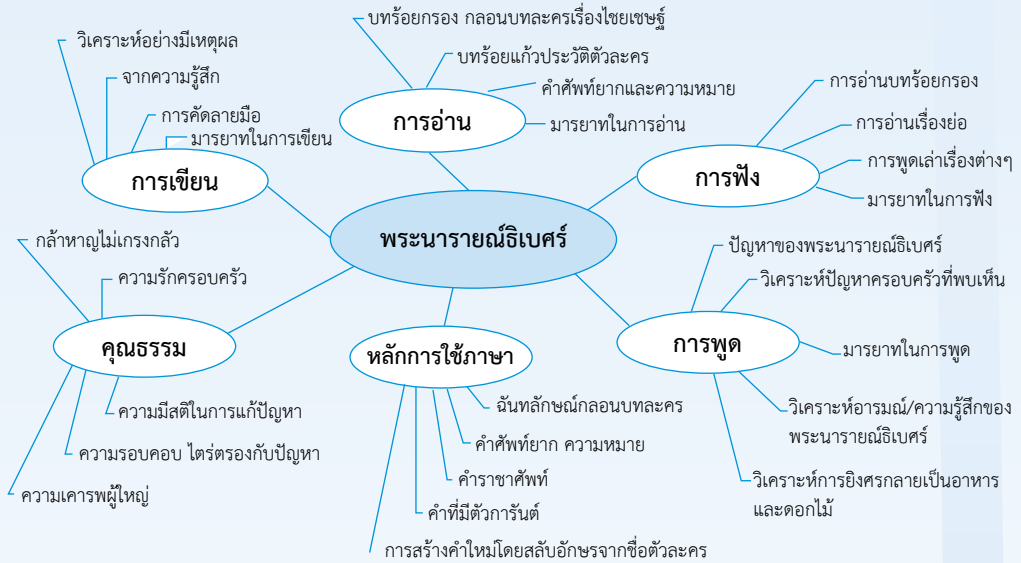 บทร้อยกรอง กลอนบทละครเรื่องไชยเชษฐ์
บทร้อยแก้วประวัติตัวละคร
คำศัพท์ยากและความหมาย
มารยาทในการอ่าน
การอ่าน
วิเคราะห์อย่างมีเหตุผล
จากความรู้สึก
การคัดลายมือ
มารยาทในการเขียน
การเขียน
การอ่านบทร้อยกรอง
การอ่านเรื่องย่อ
การพูดเล่าเรื่องต่างๆ
มารยาทในการฟัง
การฟัง
พระนารายณ์ธิเบศร์
กล้าหาญไม่เกรงกลัว
ความรักครอบครัว
คุณธรรม
ความมีสติในการแก้ปัญหา
ความรอบคอบ ไตร่ตรองกับปัญหา
ความเคารพผู้ใหญ่
หลักการใช้ภาษา
ฉันทลักษณ์กลอนบทละคร
คำศัพท์ยาก ความหมาย
คำราชาศัพท์
คำที่มีตัวการันต์
การสร้างคำใหม่โดยสลับอักษรจากชื่อตัวละคร
ปัญหาของพระนารายณ์ธิเบศร์
วิเคราะห์ปัญหาครอบครัวที่พบเห็น
การพูด
มารยาทในการพูด
วิเคราะห์อารมณ์/ความรู้สึกของ
พระนารายณ์ธิเบศร์
วิเคราะห์การยิงศรกลายเป็นอาหาร
และดอกไม้